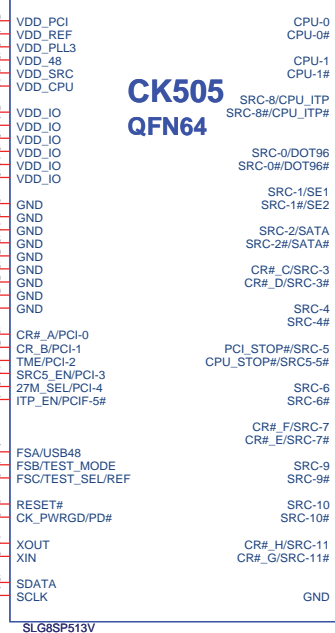 VDD_PCI
VDD_REF
VDD_PLL3
VDD_48
VDD_SRC
VDD_CPU
VDD_IO
VDD_IO
VDD_IO
VDD_IO
VDD_IO
VDD_IO
GND
GND
GND
GND
GND
GND
GND
GND
GND
CR#_A/PCI-0
CR_B/PCI-1
TME/PCI-2
SRC5_EN/PCI-3
27M_SEL/PCI-4
ITP_EN/PCIF-5#
FSA/USB48
FSB/TEST_MODE
FSC/TEST_SEL/REF
RESET#
CK_PWRGD/PD#
XOUT
XIN
SDATA
SCLK
CK505
QFN64
CPU-0
CPU-0#
CPU-1
CPU-1#
SRC-8/CPU_ITP
SRC-8#/CPU_ITP#
SRC-0/DOT96
SRC-0#/DOT96#
SRC-1/SE1
SRC-1#/SE2
SRC-2/SATA
SRC-2#/SATA#
CR#_C/SRC-3
CR#_D/SRC-3#
SRC-4
SRC-4#
PCI_STOP#/SRC-5
CPU_STOP#/SRC5-5#
SRC-6
SRC-6#
CR#_F/SRC-7
CR#_E/SRC-7#
SRC-9
SRC-9#
SRC-10
SRC-10#
CR#_H/SRC-11
CR#_G/SRC-11#
GND
SLG8SP513V